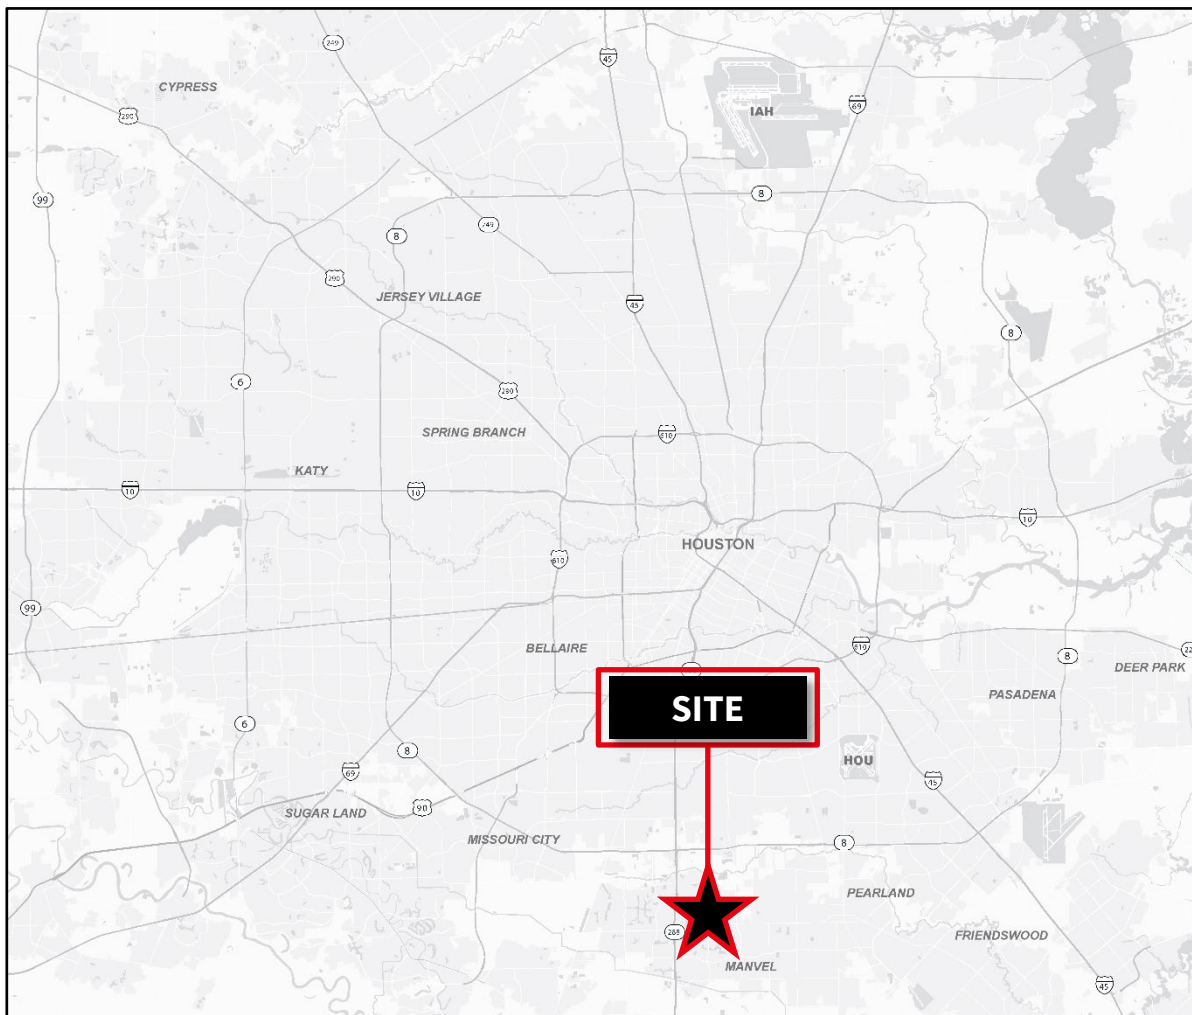 249
45
CYPRESS
IAH
69
290
8
99
249
8
290
JERSEY VILLAGE
45
8
6
290
SPRING BRANCH
610
KATY
10
10
10
HOUSTON
610
99
610
BELLAIRE
8
DEER PARK
PASADENA
SITE
6
8
HOU
69
45
90
SUGAR LAND
MISSOURI CITY
8
PEARLAND
288
FRIENDSWOOD
MANVEL
45